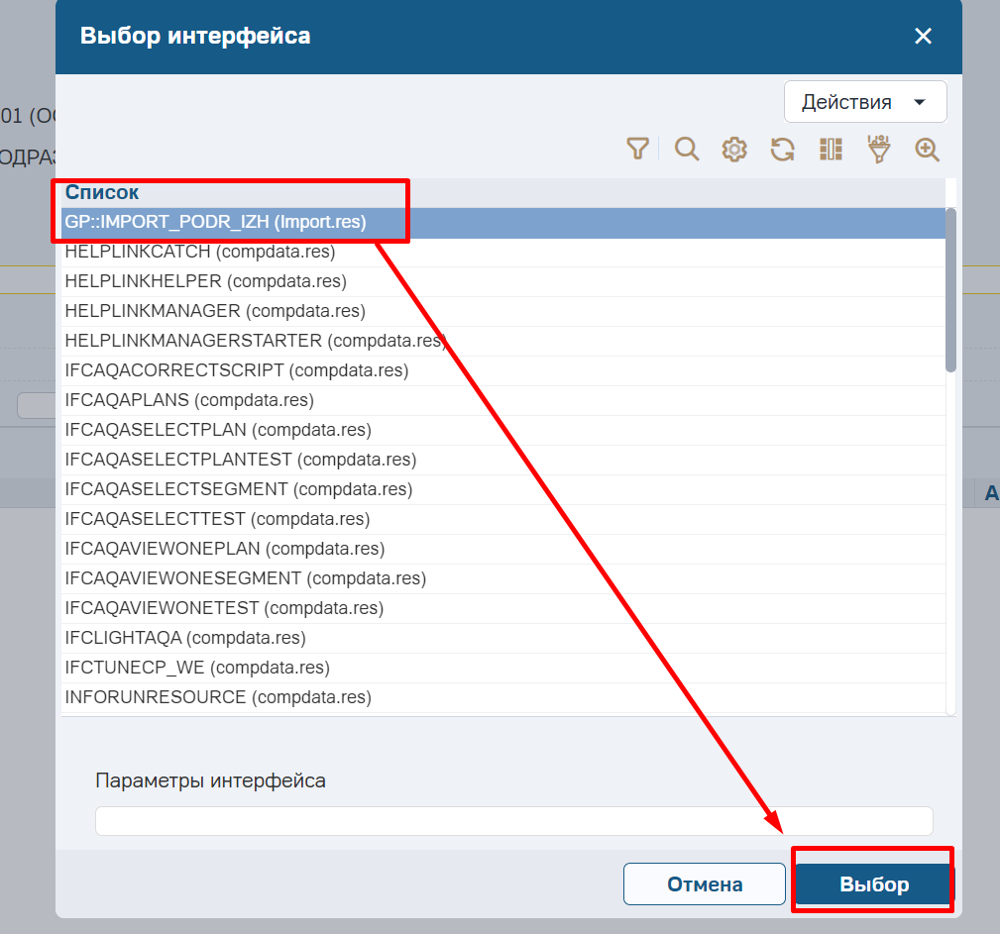 Выбор интерфейса
01 (О
Действия
ОДРАЗ
Список
GP::IMPORT_PODR_IZH (Import.res)
HELPLINKCATCH (compdata.res)
HELPLINKHELPER (compdata.res)
HELPLINKMANAGER (compdata.res)
HELPLINKMANAGERSTARTER (compdata.res)
IFCAQACORRECTSCRIPT (compdata.res)
IFCAQAPLANS (compdata.res)
IFCAQASELECTPLAN (compdata.res)
IFCAQASELECTPLANTEST (compdata.res)
IFCAQASELECTSEGMENT (compdata.res)
А
IFCAQASELECTTEST (compdata.res)
IFCAQAVIEWONEPLAN (compdata.res)
IFCAQAVIEWONESEGMENT (compdata.res)
IFCAQAVIEWONETEST (compdata.res)
IFCLIGHTAQA (compdata.res)
IFCTUNECP_WE (compdata.res)
INFORUNRESOURCE (compdata.res)
Параметры интерфейса
Отмена
Выбор